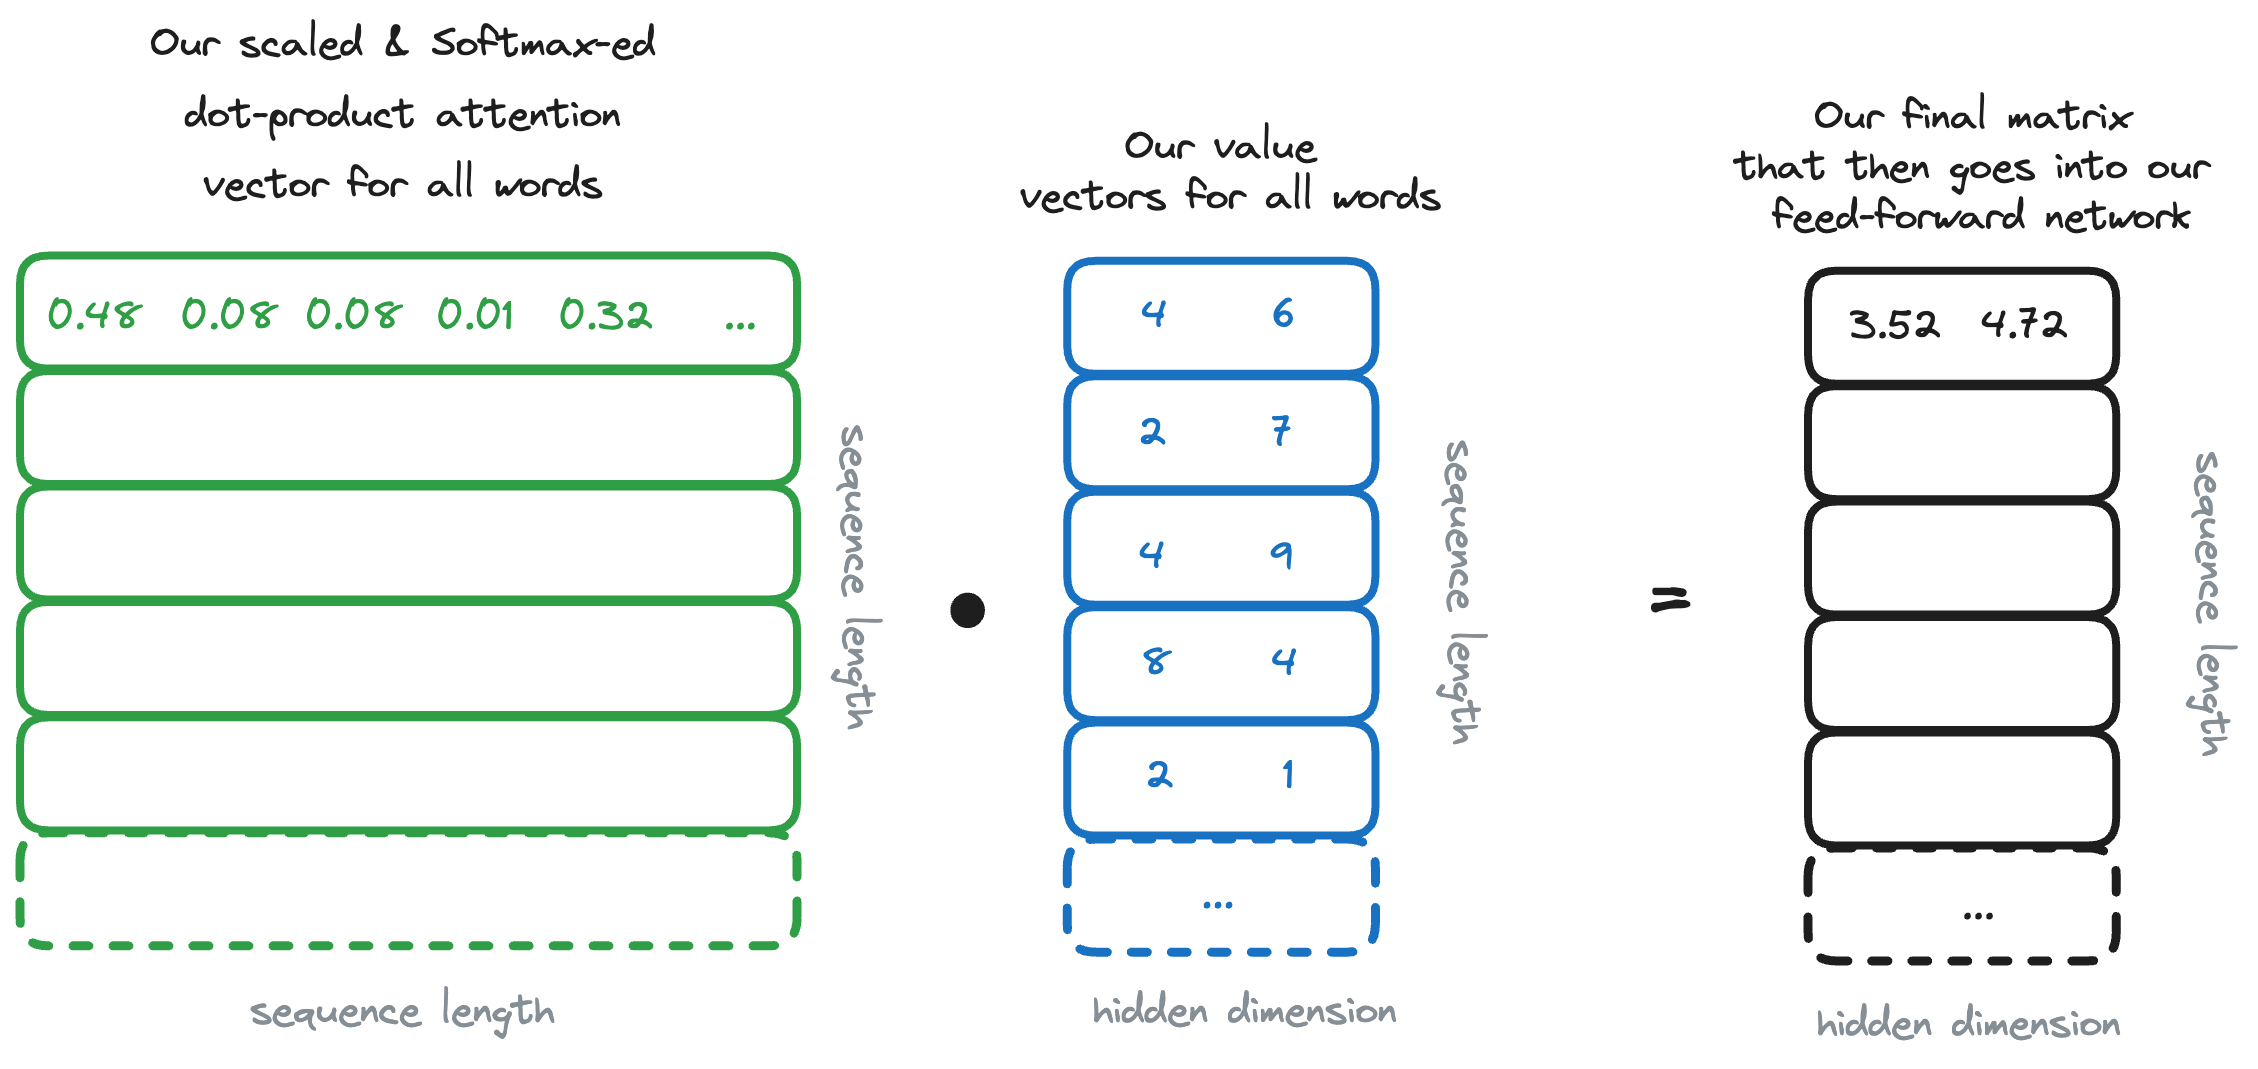 Our scaled & Softmax-ed
dot-product attention
vector for all words
0.48 0.08 0.08 0.01 0.32 ...
sequence length
sequence length
Our value
vectors for all words
4 6
2 7
4 9
8 4
2 1
...
sequence length
hidden dimension
=
Our final matrix
that then goes into our
feed-forward network
3.52 4.72
...
sequence length
hidden dimension